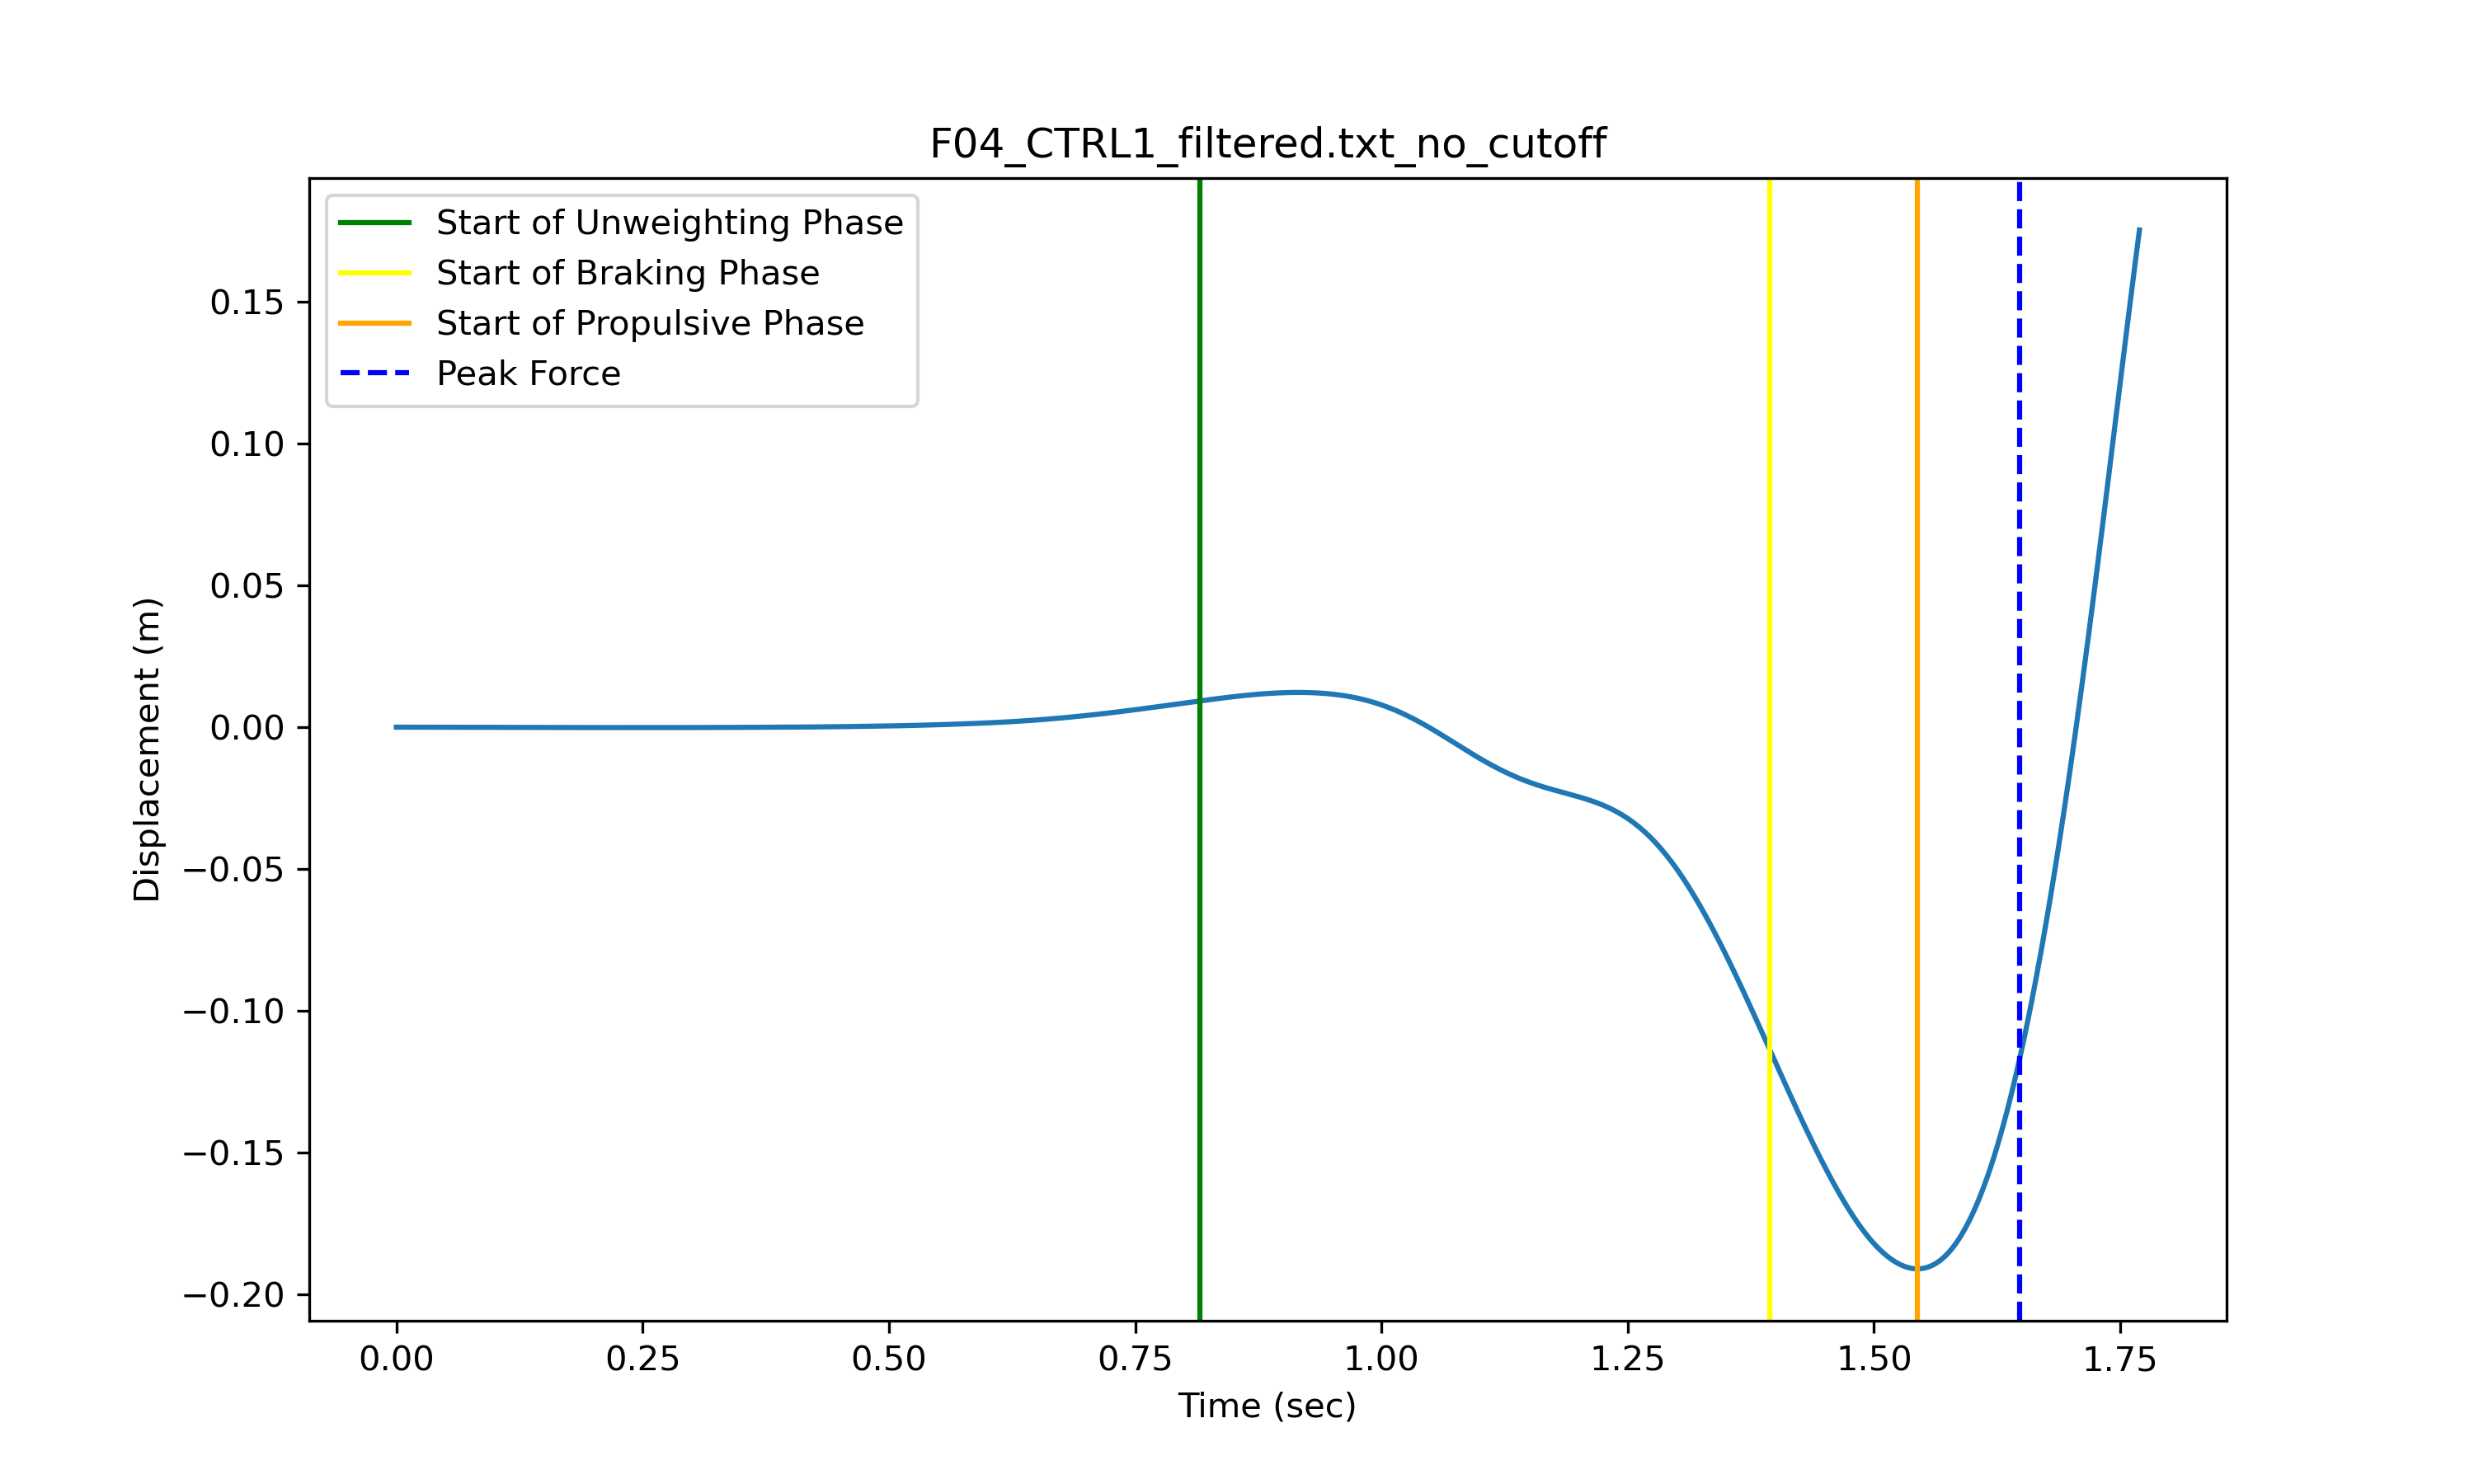 F04_CTRL1_filtered.txt_no_cutoff
Start of Unweighting Phase
Start of Braking Phase
Start of Propulsive Phase
Peak Force
0.15
0.10
0.05
0.00
−0.05
−0.10
−0.15
−0.20
Displacement (m)
0.00 0.25 0.50 0.75 1.00 1.25 1.50 1.75
Time (sec)